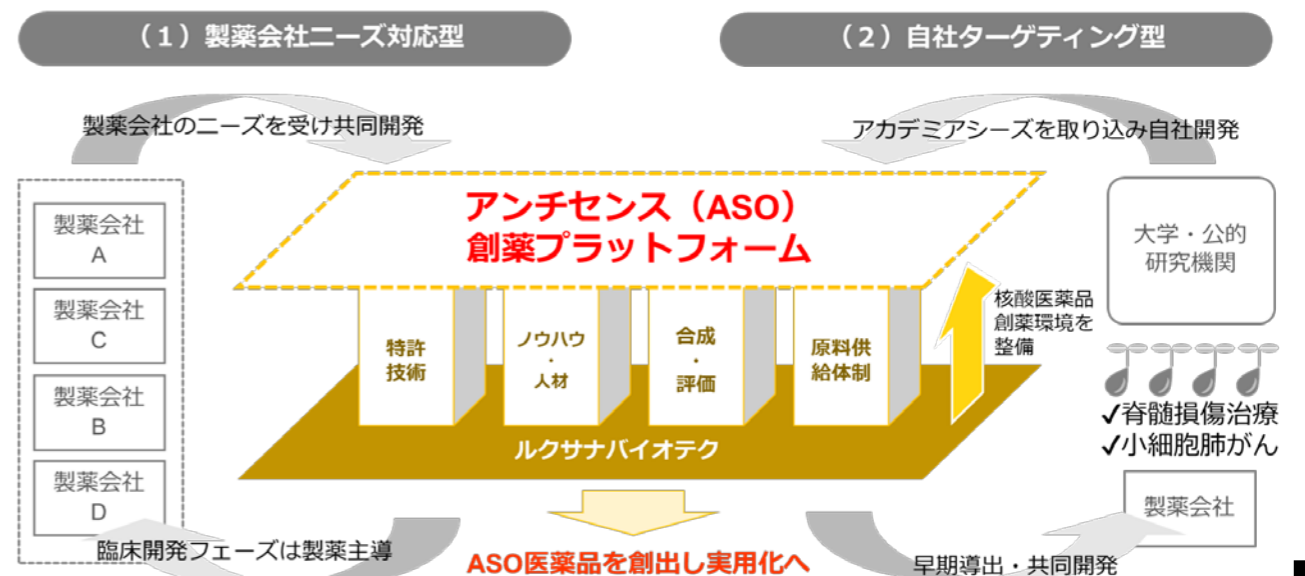 （１）製薬会社ニーズ対応型
（２）自社ターゲティング型
製薬会社のニーズを受け共同開発
アカデミアシーズを取り込み自社開発
製薬会社
A
製薬会社
C
製薬会社
B
製薬会社
D
アンチセンス（ASO）
創薬プラットフォーム
特許
技術
ノウハウ
・
人材
合成
・
評価
原料供
給体制
核酸医薬品
創薬環境を
整備
ルクサナバイオテク
大学・公的
研究機関
✓脊髄損傷治療
✓小細胞肺がん
製薬会社
臨床開発フェーズは製薬主導
ASO医薬品を創出し実用化へ
早期導出・共同開発